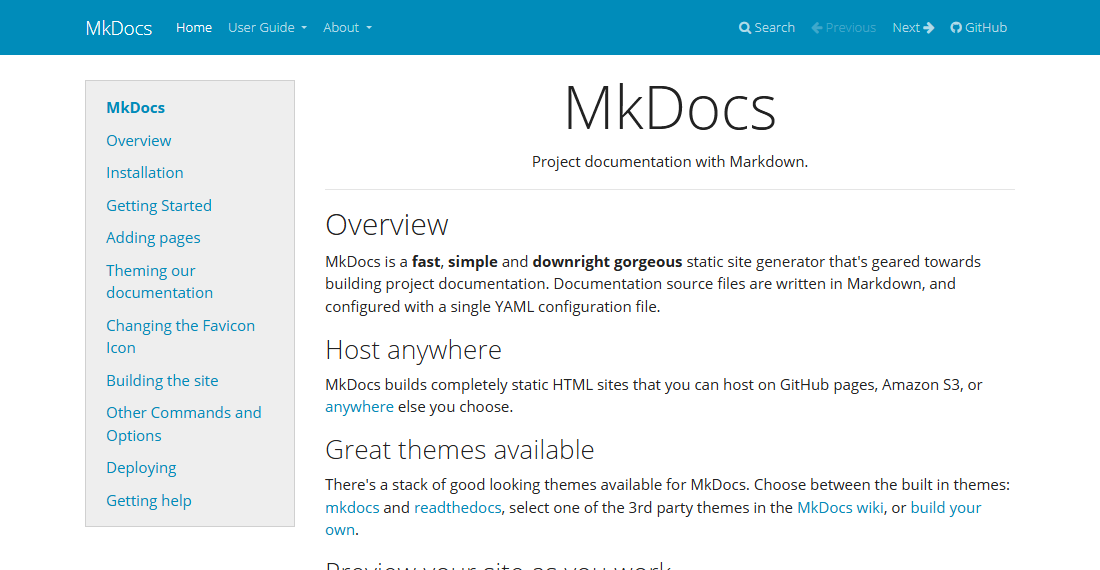 MkDocs Home User Guide About Search Previous Next GitHub
MkDocs
Overview
Installation
Getting Started
Adding pages
Theming our
documentation
Changing the Favicon
Icon
Building the site
Other Commands and
Options
Deploying
Getting help
MkDocs
Project documentation with Markdown.
Overview
MkDocs is a fast, simple and downright gorgeous static site generator that's geared towards
building project documentation. Documentation source files are written in Markdown, and
configured with a single YAML configuration file.
Host anywhere
MkDocs builds completely static HTML sites that you can host on GitHub pages, Amazon S3, or
anywhere else you choose.
Great themes available
There's a stack of good looking themes available for MkDocs. Choose between the built in themes:
mkdocs and readthedocs, select one of the 3rd party themes in the MkDocs wiki, or build your
own.
Preview your site as you work